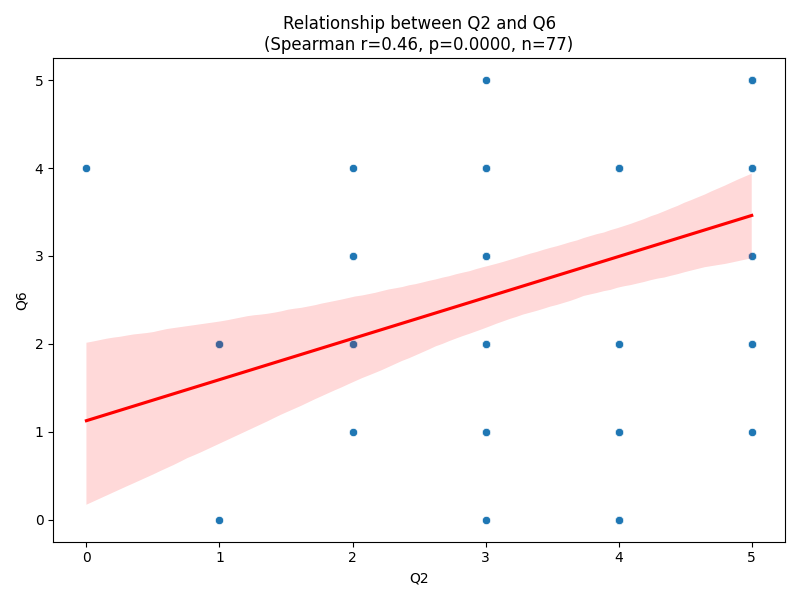 Relationship between Q2 and Q6
(Spearman r=0.46, p=0.0000, n=77)
5
4
3
2
1
0
Q6
0 1 2 3 4 5
Q2